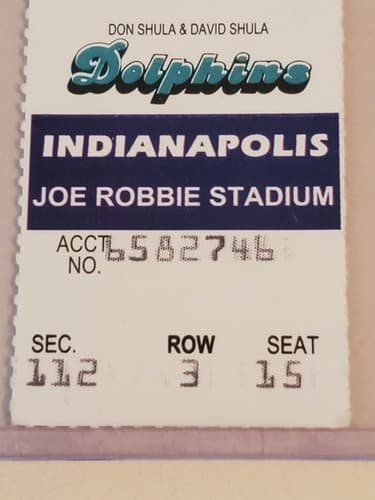 DON SHULA & DAVID SHULA
Dolphins
INDIANAPOLIS
JOE ROBBIE STADIUM
ACCT. 6582746
NO.
SEC. ROW SEAT
112 3 15